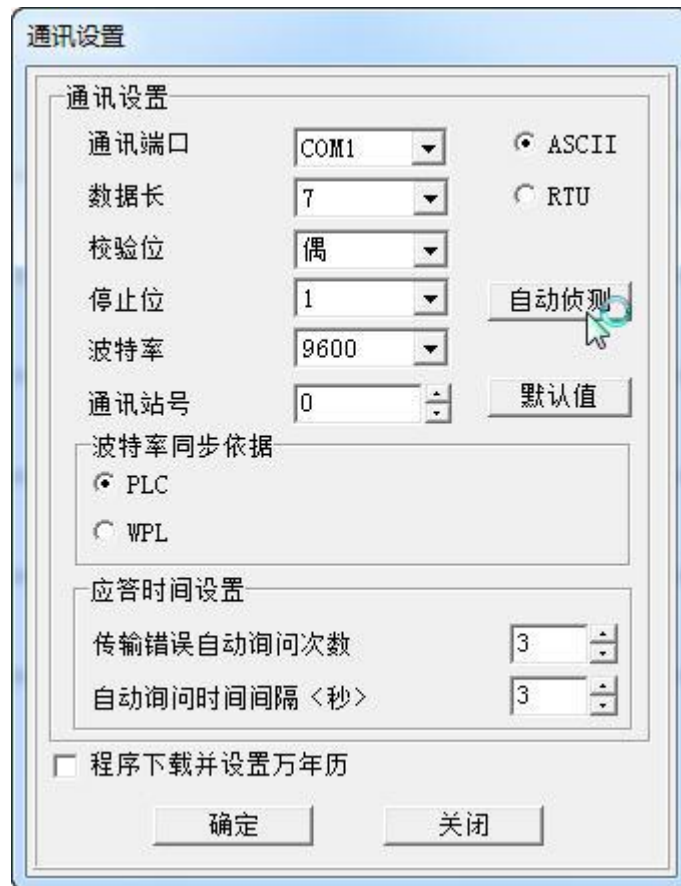 通讯设置
通讯设置
通讯端口 COM1 ASCII
数据长 7 RTU
校验位 偶
停止位 1 自动侦测
波特率 9600
通讯站号 0 默认值
波特率同步依据
PLC
WPL
应答时间设置
传输错误自动询问次数 3
自动询问时间间隔<秒> 3
程序下载并设置万年历
确定 关闭